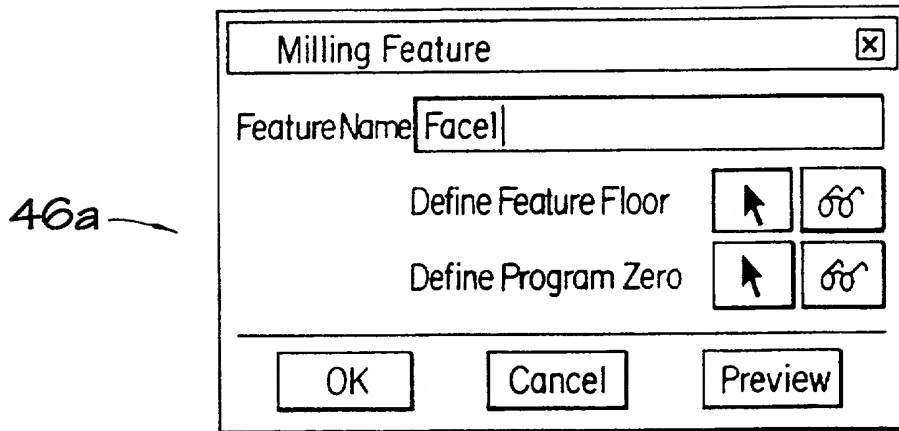 Milling Feature
Feature Name Face1
46a
Define Feature Floor
Define Program Zero
OK Cancel Preview